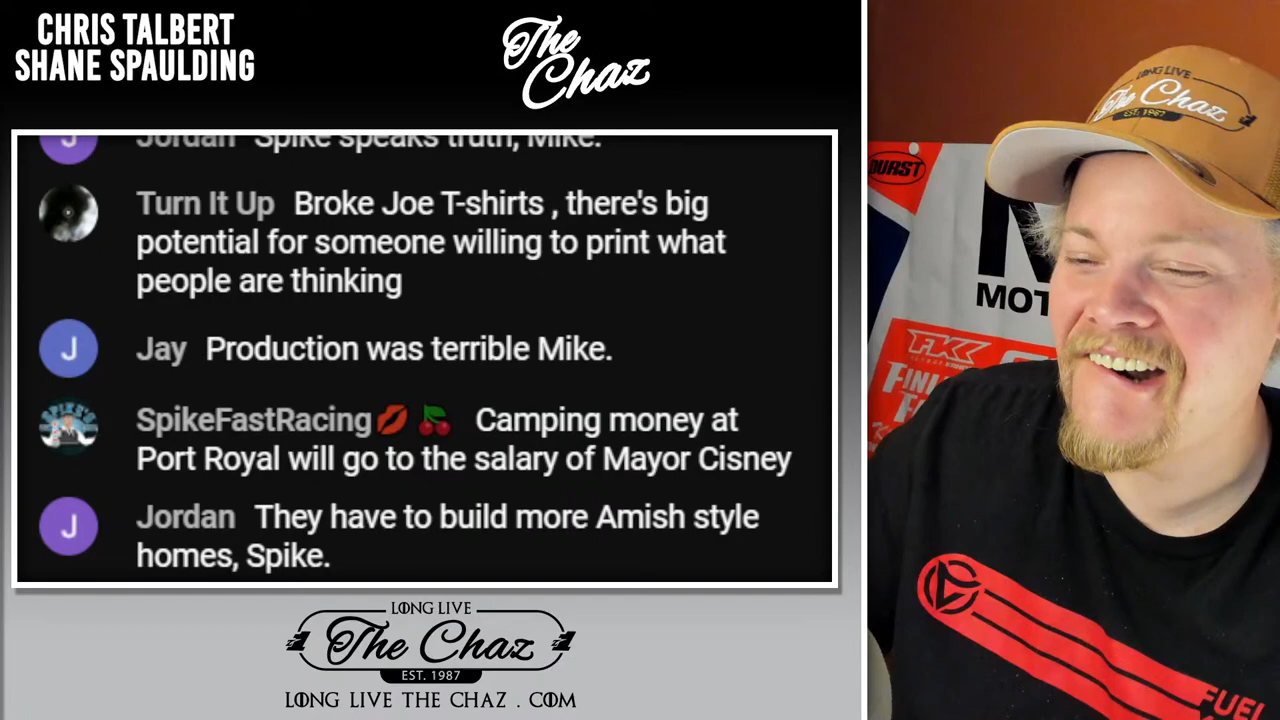 CHRIS TALBERT
SHANE SPAULDING
The
Chaz
Jordan Spike speaks truth, Mike.
Turn It Up Broke Joe T-shirts , there's big
potential for someone willing to print what
people are thinking
J Jay Production was terrible Mike.
SpikeFastRacing💋🍒 Camping money at
Port Royal will go to the salary of Mayor Cisney
J Jordan They have to build more Amish style
homes, Spike.
LONG LIVE
The Chaz
EST. 1987
LONG LIVE THE CHAZ . COM
LONG LIVE
The Chaz
EST. 1987
DURST
MOT
FK
FUEL